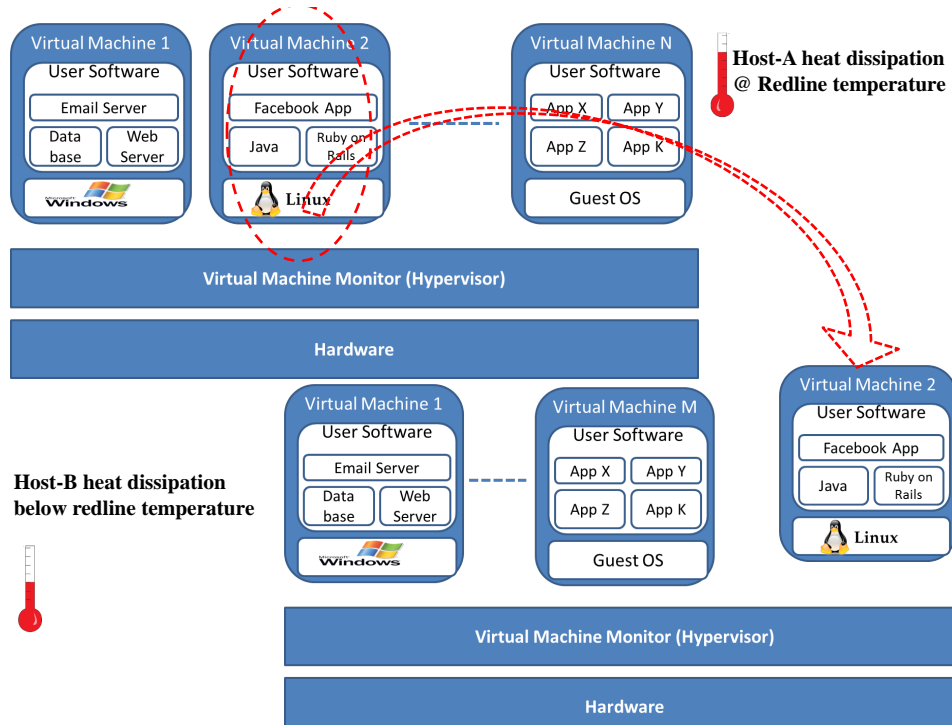 Virtual Machine 1
User Software
Email Server
Data
base
Web
Server
Microsoft
Windows
Virtual Machine 2
User Software
Facebook App
Java
Ruby on
Rails
Linux
Virtual Machine N
User Software
App X
App Y
App Z
App K
Guest OS
Host-A heat dissipation
@ Redline temperature
Virtual Machine Monitor (Hypervisor)
Hardware
Host-B heat dissipation
below redline temperature
Virtual Machine 1
User Software
Email Server
Data
base
Web
Server
Microsoft
Windows
Virtual Machine M
User Software
App X
App Y
App Z
App K
Guest OS
Virtual Machine 2
User Software
Facebook App
Java
Ruby on
Rails
Linux
Virtual Machine Monitor (Hypervisor)
Hardware